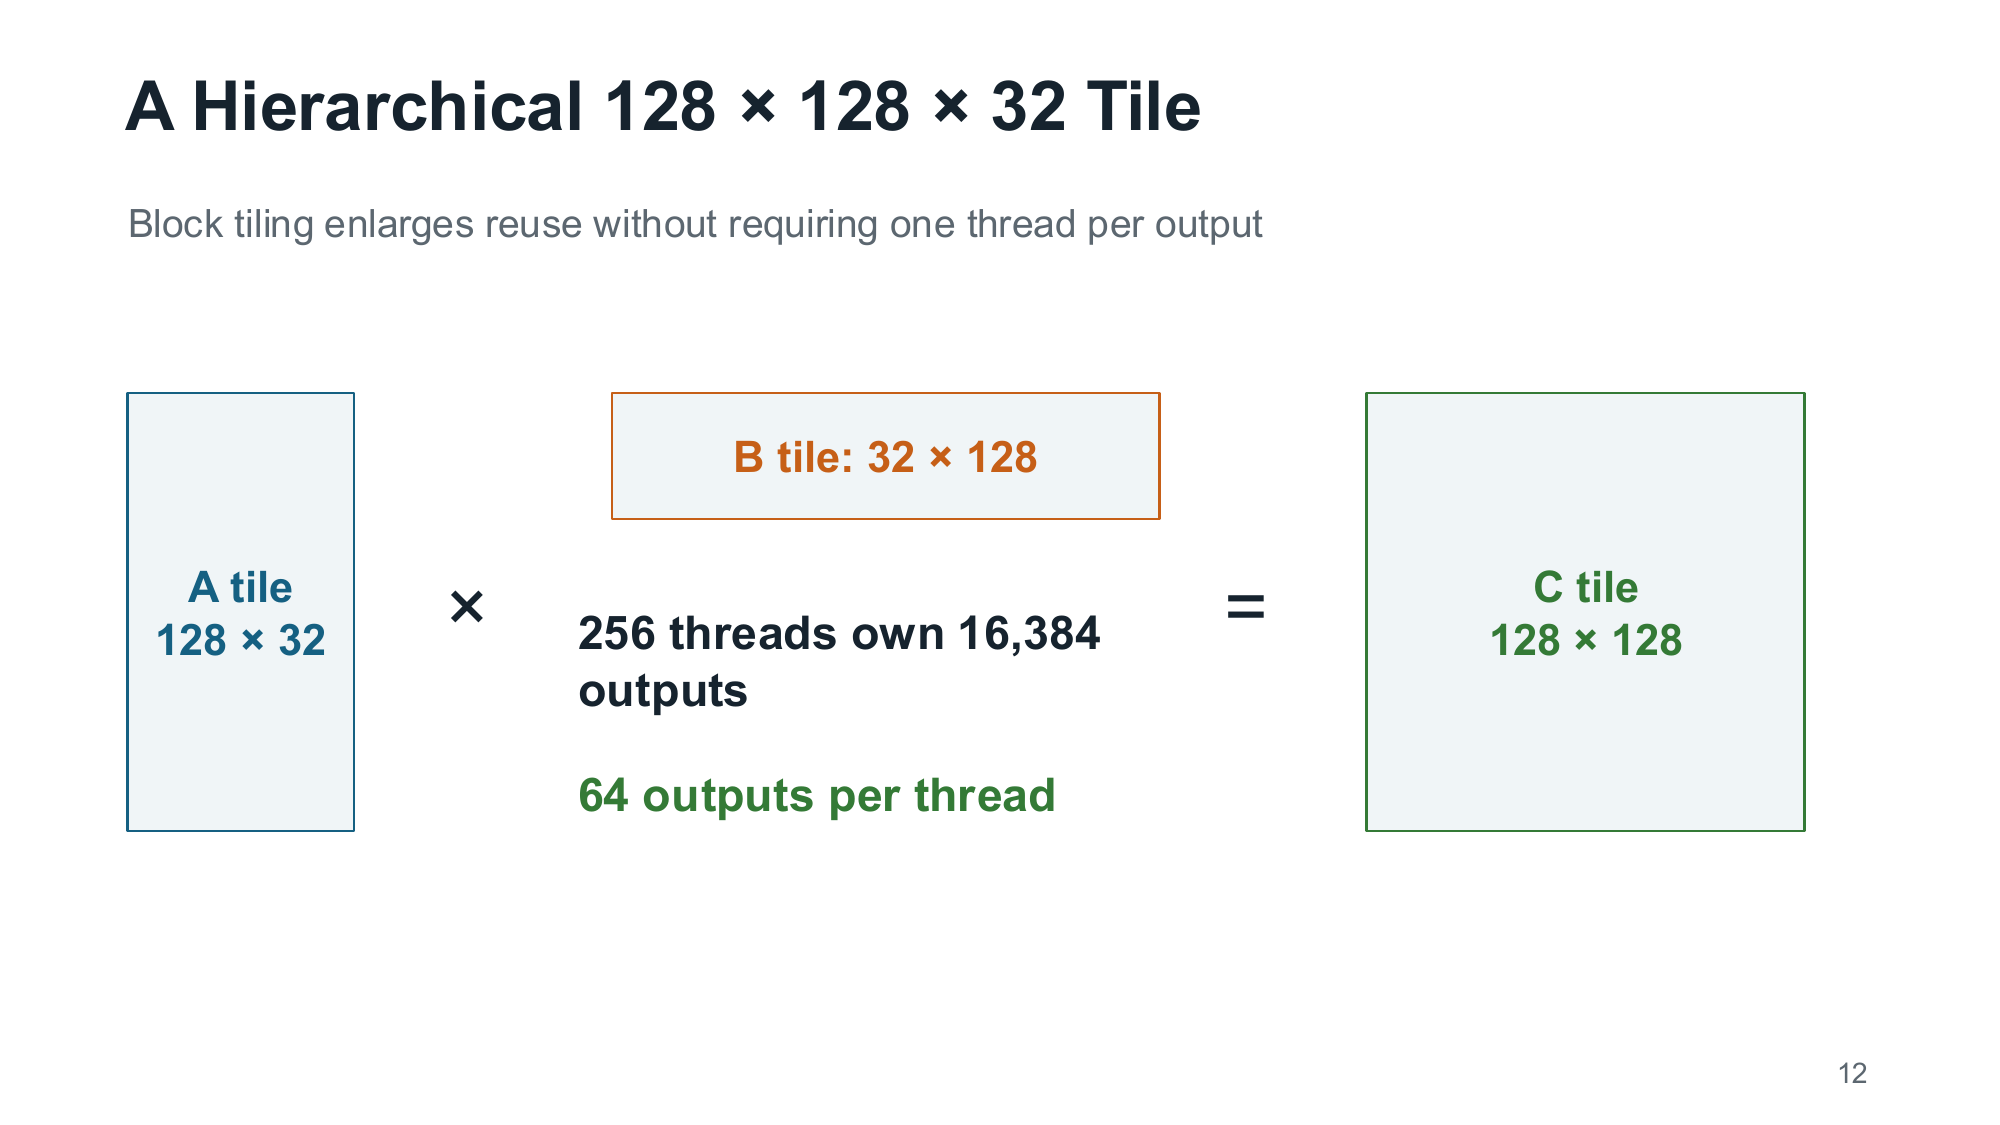 A Hierarchical 128 × 128 × 32 Tile
Block tiling enlarges reuse without requiring one thread per output
A tile
128 × 32
×
B tile: 32 × 128
256 threads own 16,384
outputs
64 outputs per thread
=
C tile
128 × 128
12